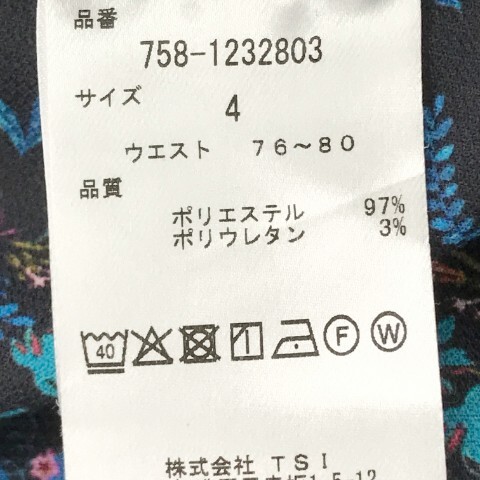 品番
758-1232803
サイズ
4
ウエスト 76～80
品質
ポリエステル 97%
ポリウレタン 3%
40 F W
株式会社 TSI